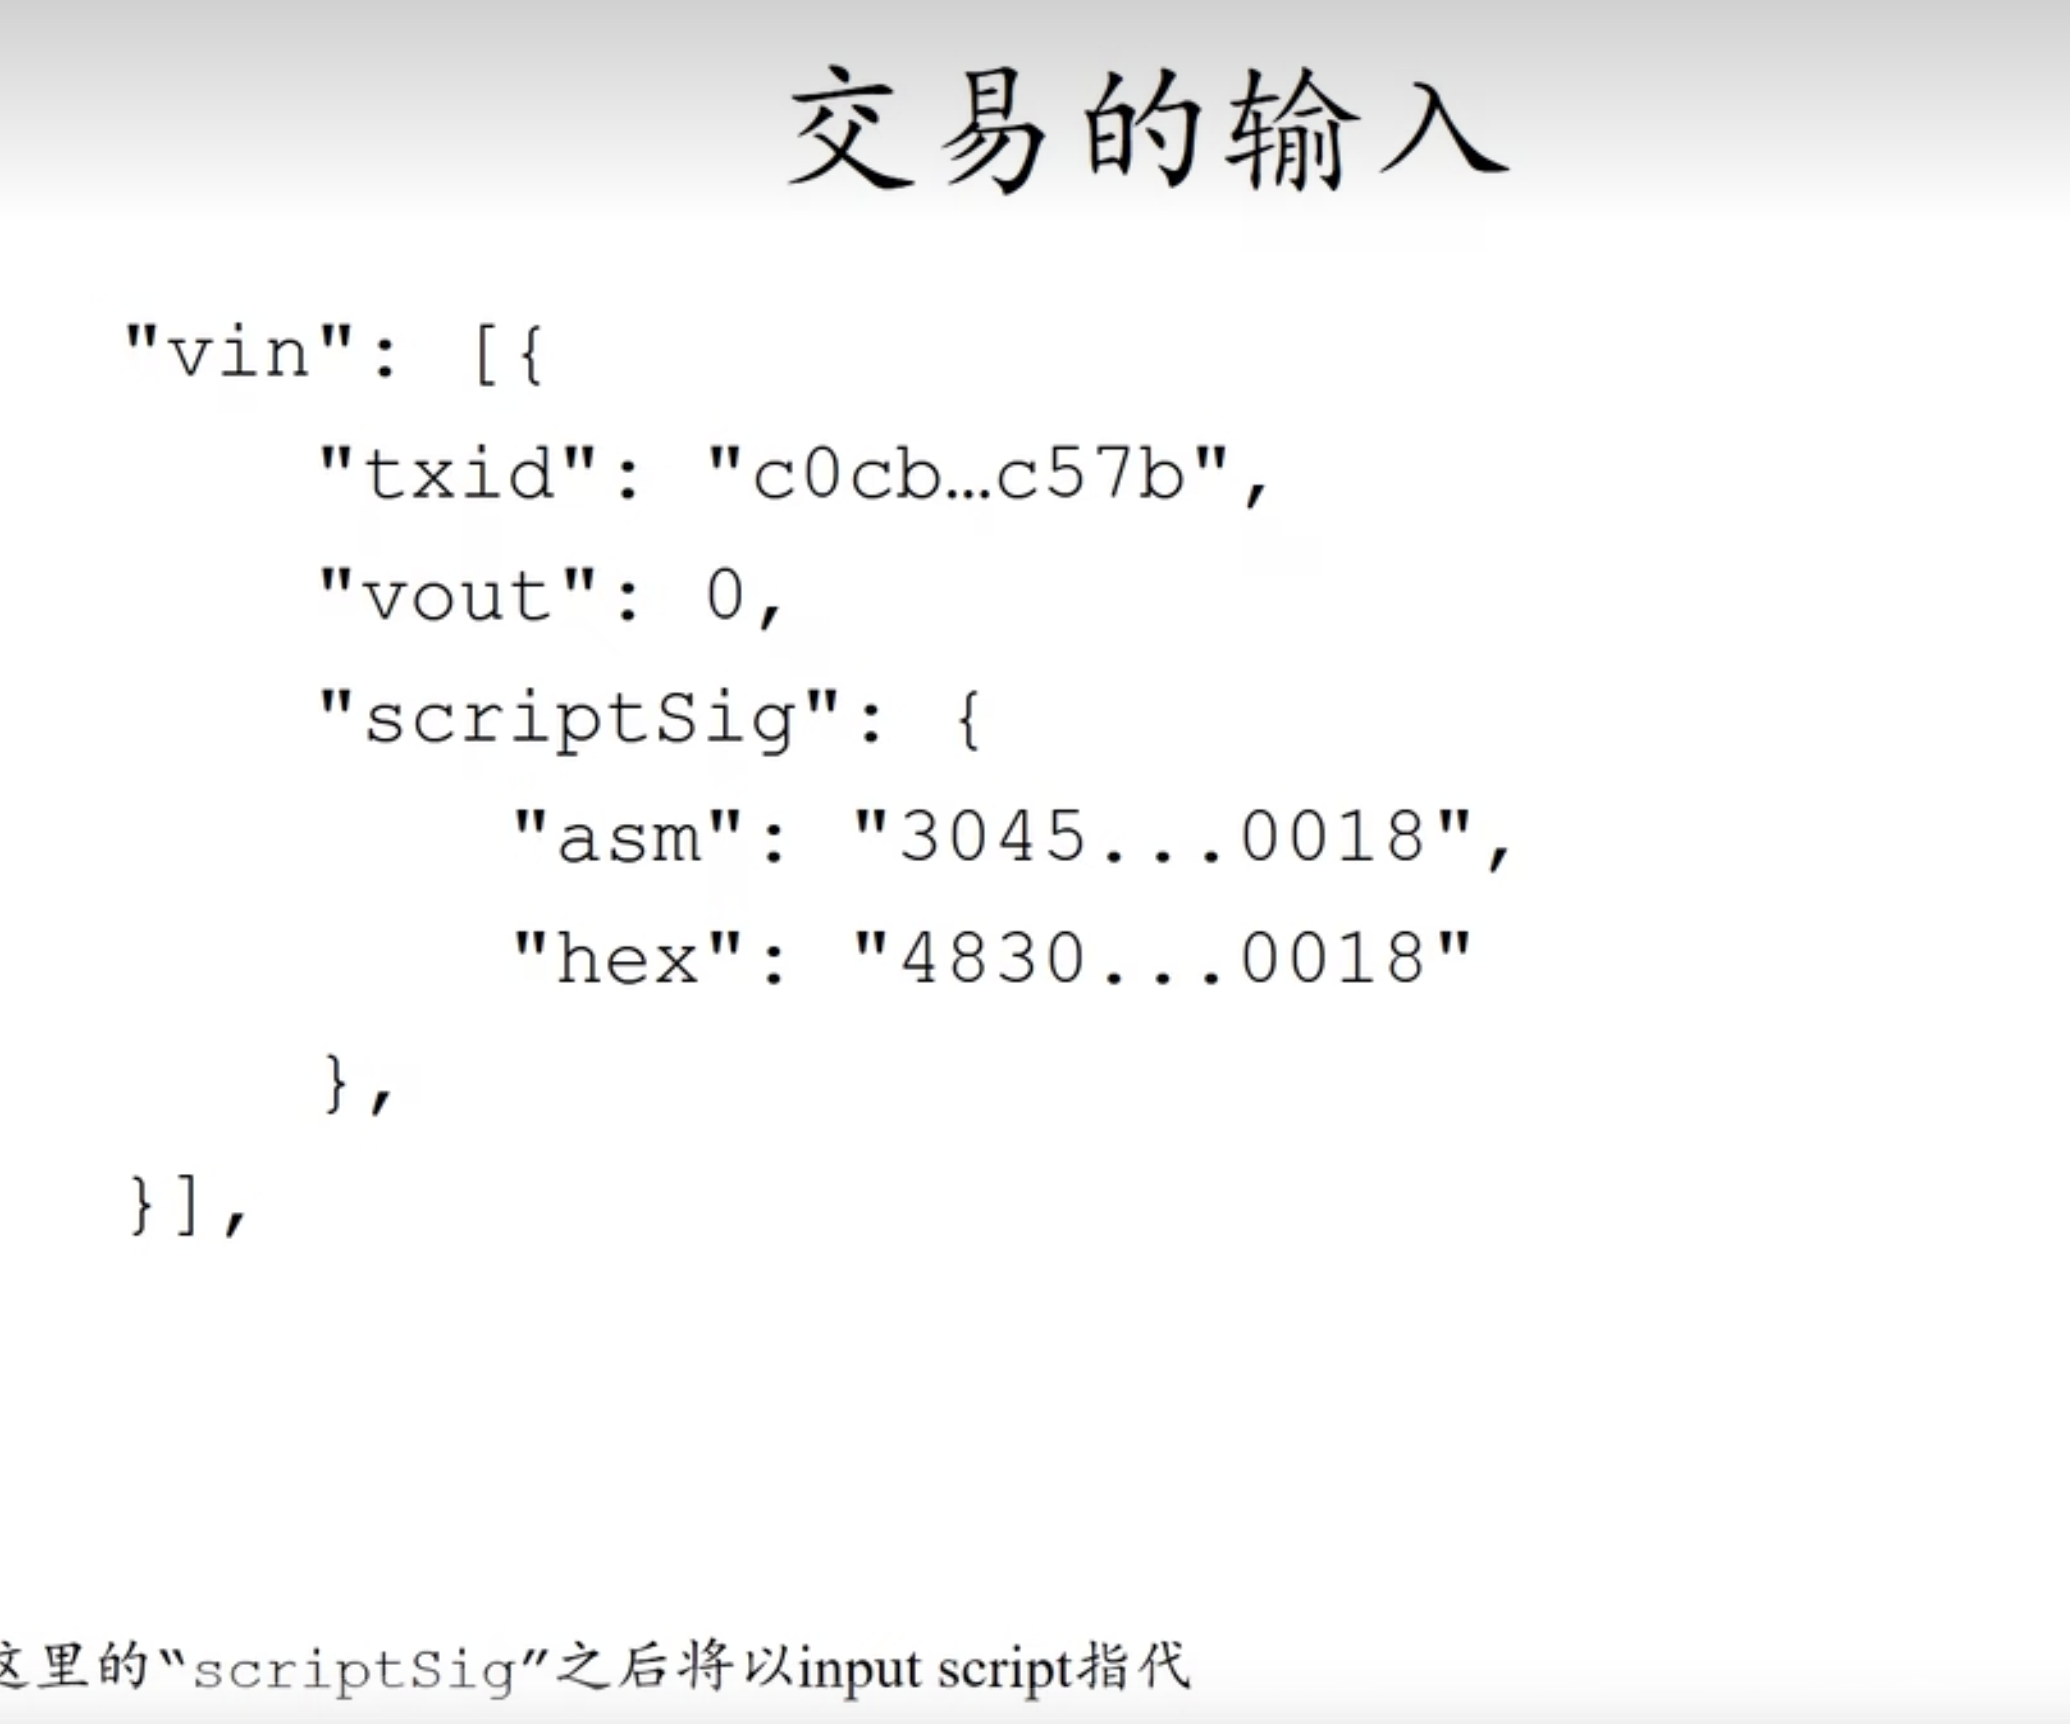 交易的输入
"vin": [{
"txid": "c0cb…c57b",
"vout": 0,
"scriptSig": {
"asm": "3045...0018",
"hex": "4830...0018"
},
}],
这里的“scriptSig”之后将以input script指代